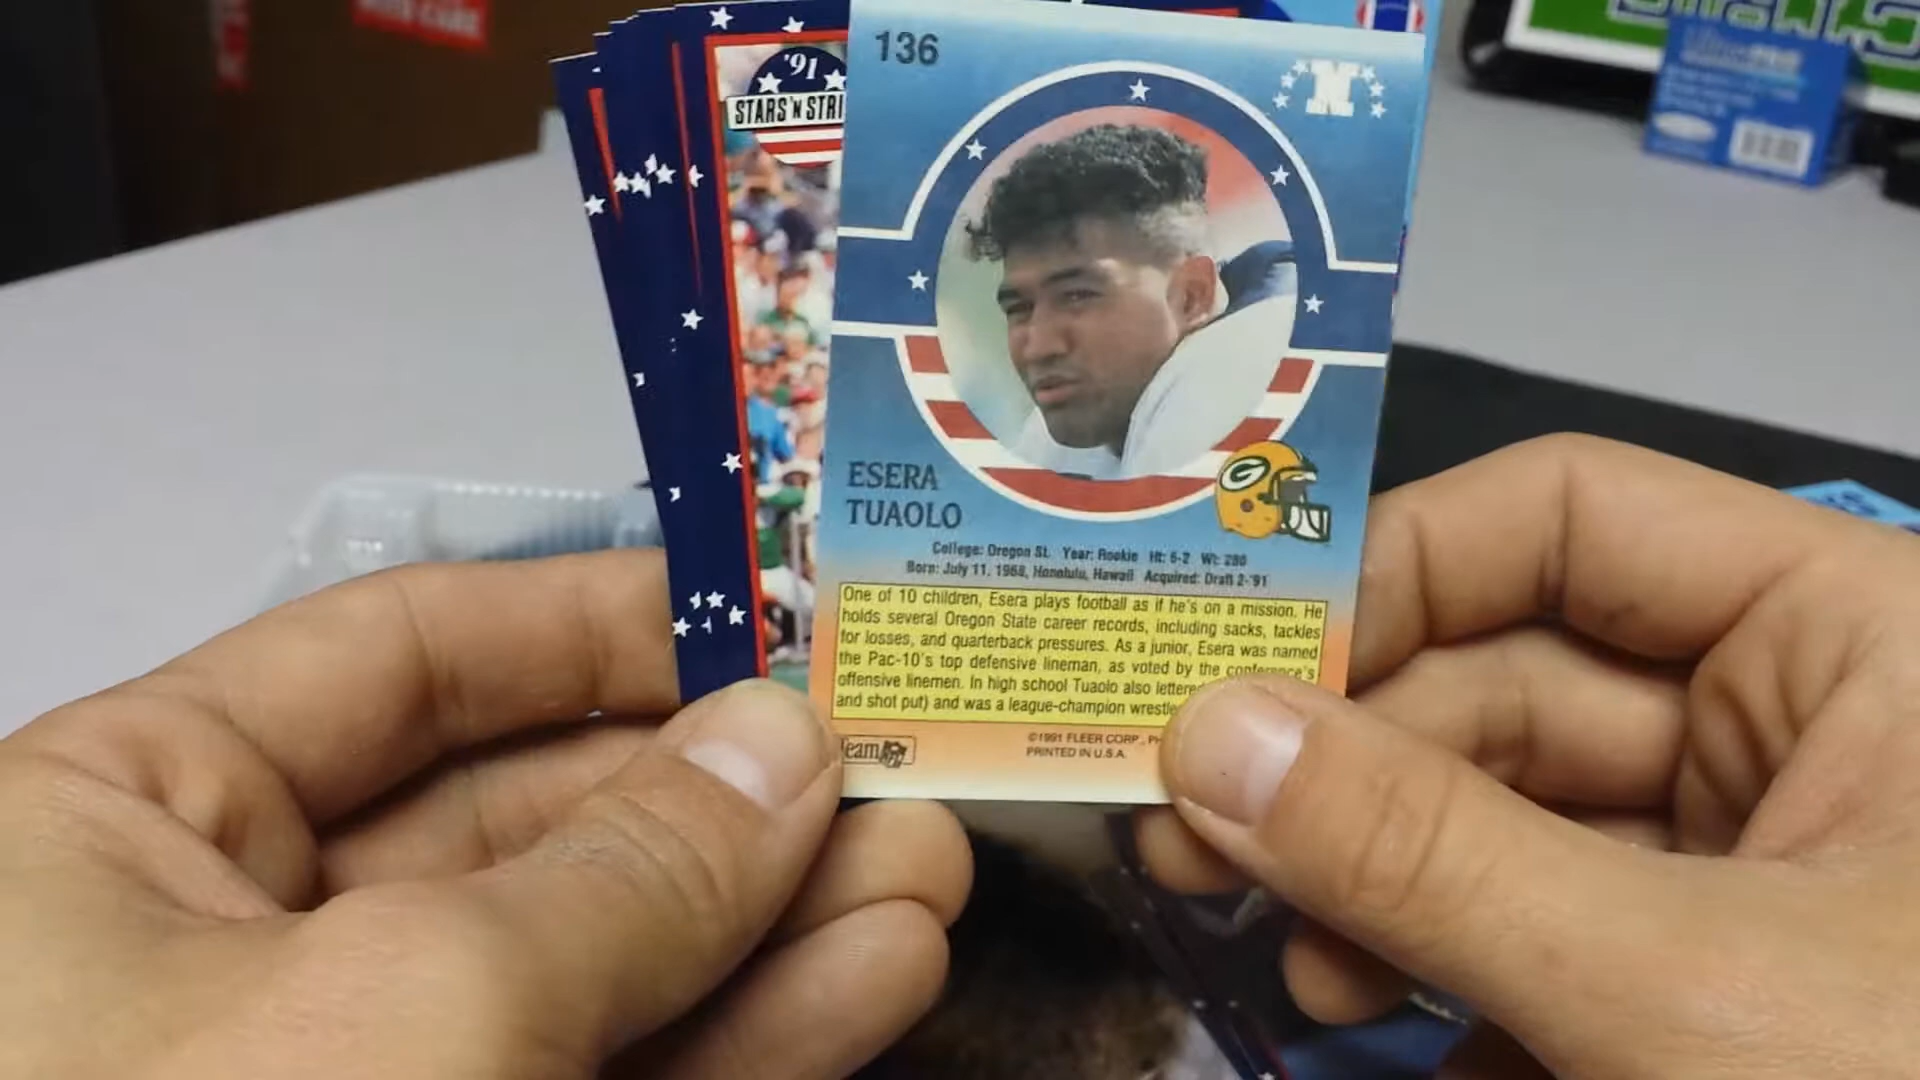 136
'91
STARS 'N STRI
N
ESERA
TUAOLO
G
College: Oregon St. Year: Rookie Ht: 6-2 Wt: 280
Born: July 11, 1968, Honolulu, Hawaii Acquired: Draft 2-'91
One of 10 children, Esera plays football as if he's on a mission. He
holds several Oregon State career records, including sacks, tackles
for losses, and quarterback pressures. As a junior, Esera was named
the Pac-10's top defensive lineman, as voted by the conference's
offensive linemen. In high school Tuaolo also lettered
and shot put) and was a league-champion wrestle
Team NFL
©1991 FLEER CORP., PH
PRINTED IN U.S.A.